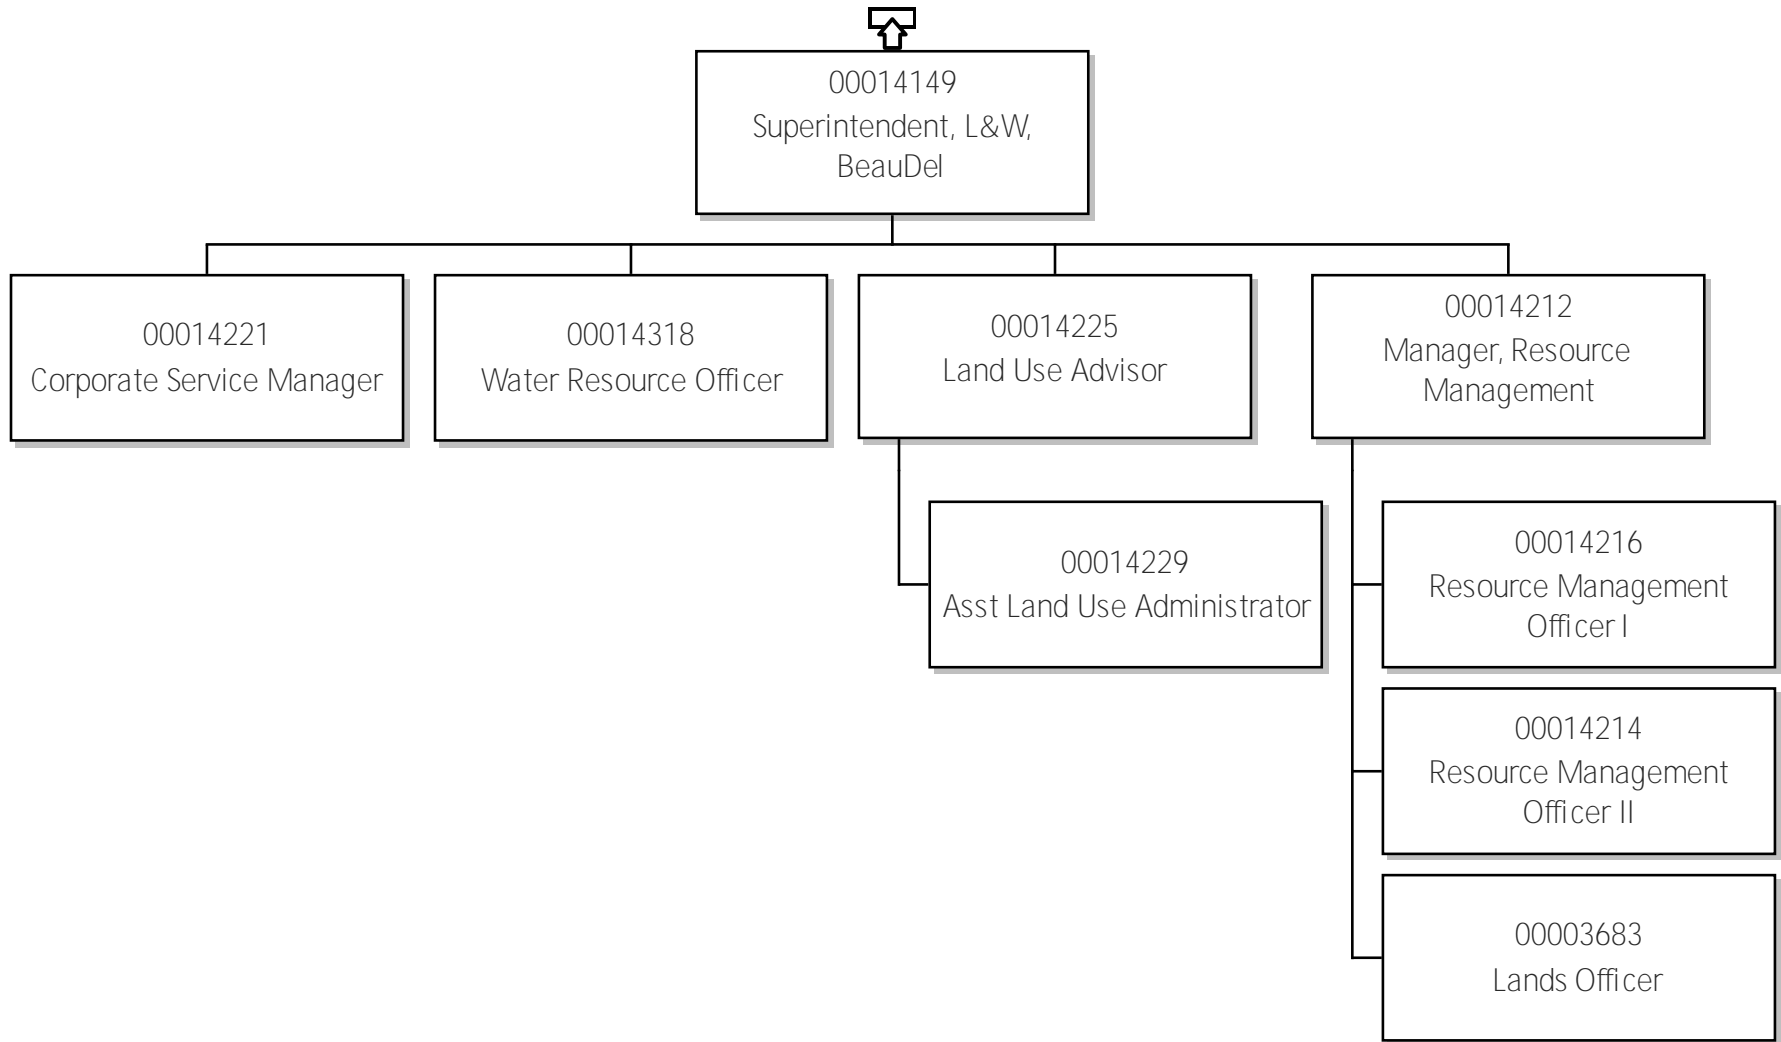 00014149
Superintendent, L&W,
BeauDel
00014221
Corporate Service Manager
00014318
Water Resource Officer
00014225
Land Use Advisor
00014212
Manager, Resource
Management
00014229
Asst Land Use Administrator
00014216
Resource Management
Officer I
00014214
Resource Management
Officer II
00003683
Lands Officer